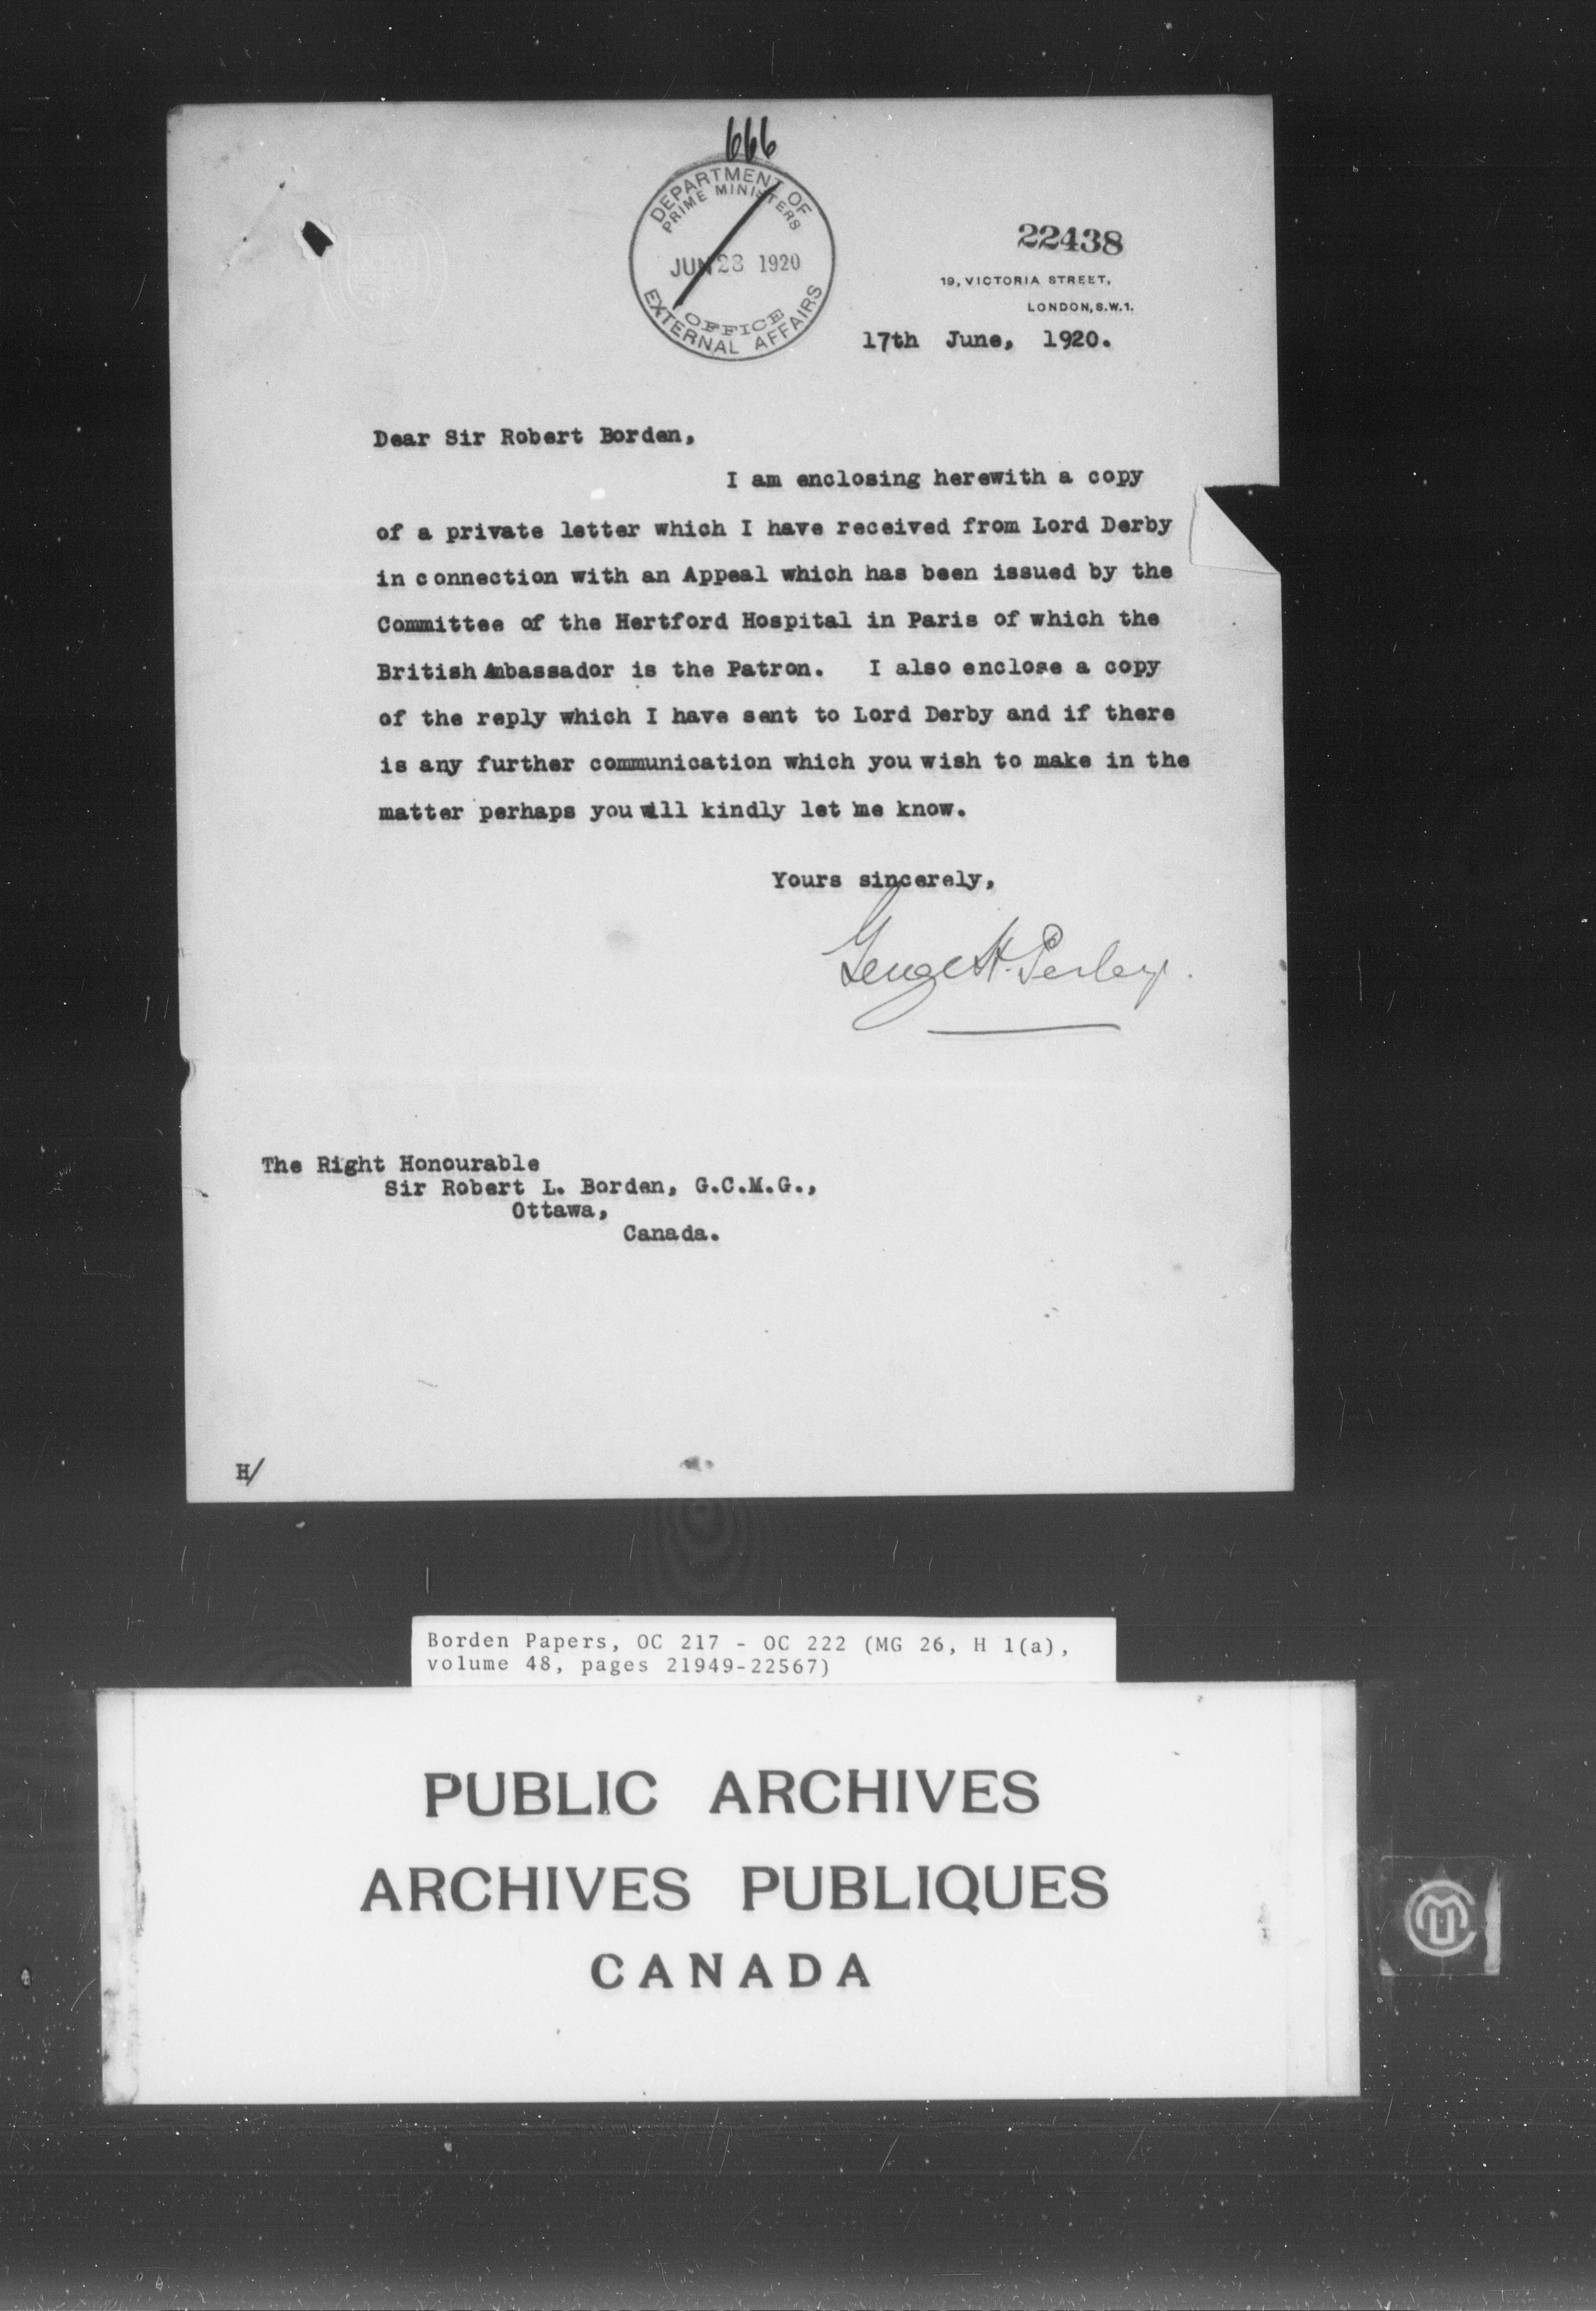 666
DEPARTMENT OF
PRIME MINISTERS
JUN 28 1920
OFFICE
EXTERNAL AFFAIRS
22438
19, VICTORIA STREET,
LONDON, S.W.1.
17th June, 1920.
Dear Sir Robert Borden,
I am enclosing herewith a copy
of a private letter which I have received from Lord Derby
in connection with an Appeal which has been issued by the
Committee of the Hertford Hospital in Paris of which the
British Ambassador is the Patron. I also enclose a copy
of the reply which I have sent to Lord Derby and if there
is any further communication which you wish to make in the
matter perhaps you will kindly let me know.
Yours sincerely,
George H. Perley.
The Right Honourable
Sir Robert L. Borden, G.C.M.G.,
Ottawa,
Canada.
H/
Borden Papers, OC 217 - OC 222 (MG 26, H 1(a),
volume 48, pages 21949-22567)
PUBLIC ARCHIVES
ARCHIVES PUBLIQUES
CANADA